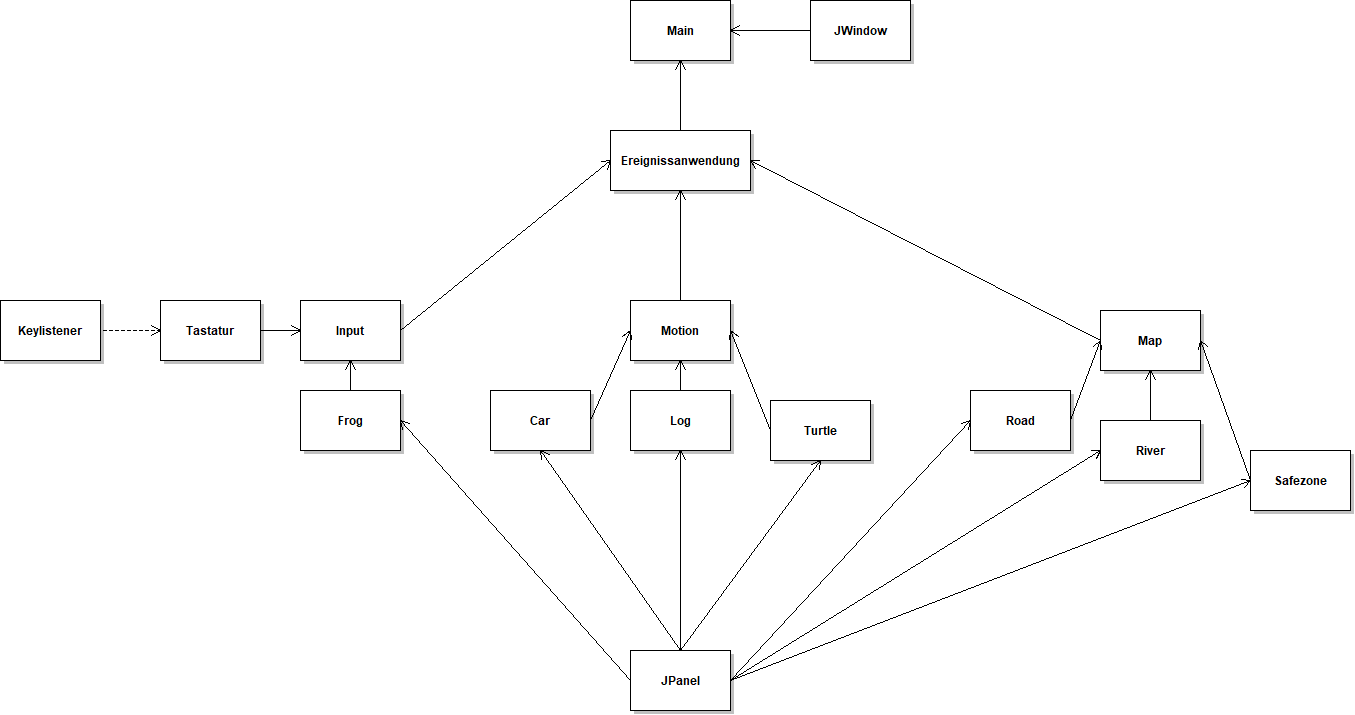 Main
JWindow
Ereignissanwendung
Keylistener
Tastatur
Input
Motion
Map
Frog
Car
Log
Turtle
Road
River
Safezone
JPanel